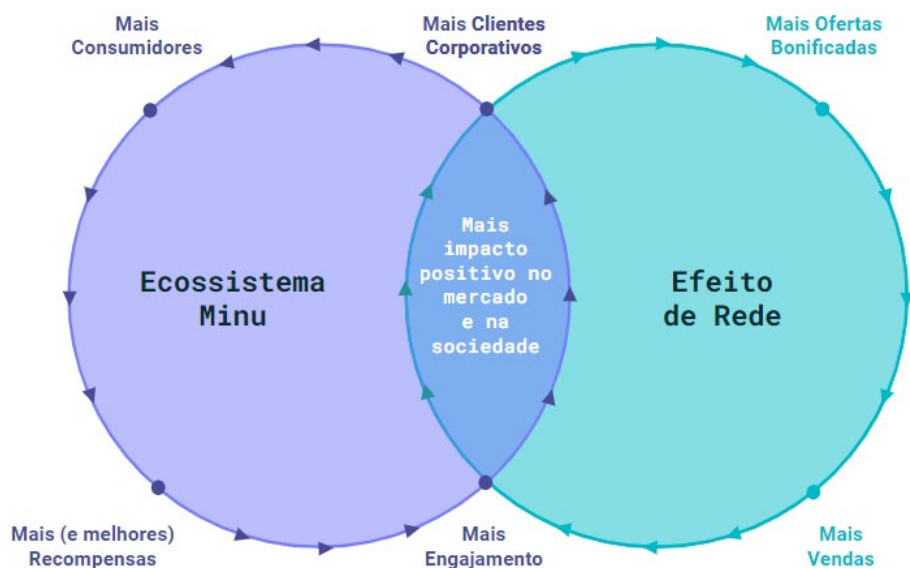 Mais
Consumidores
Mais Clientes
Corporativos
Mais Ofertas
Bonificadas
Ecossistema
Minu
Mais
impacto
positivo no
mercado
e na
sociedade
Efeito
de Rede
Mais (e melhores)
Recompensas
Mais
Engajamento
Mais
Vendas